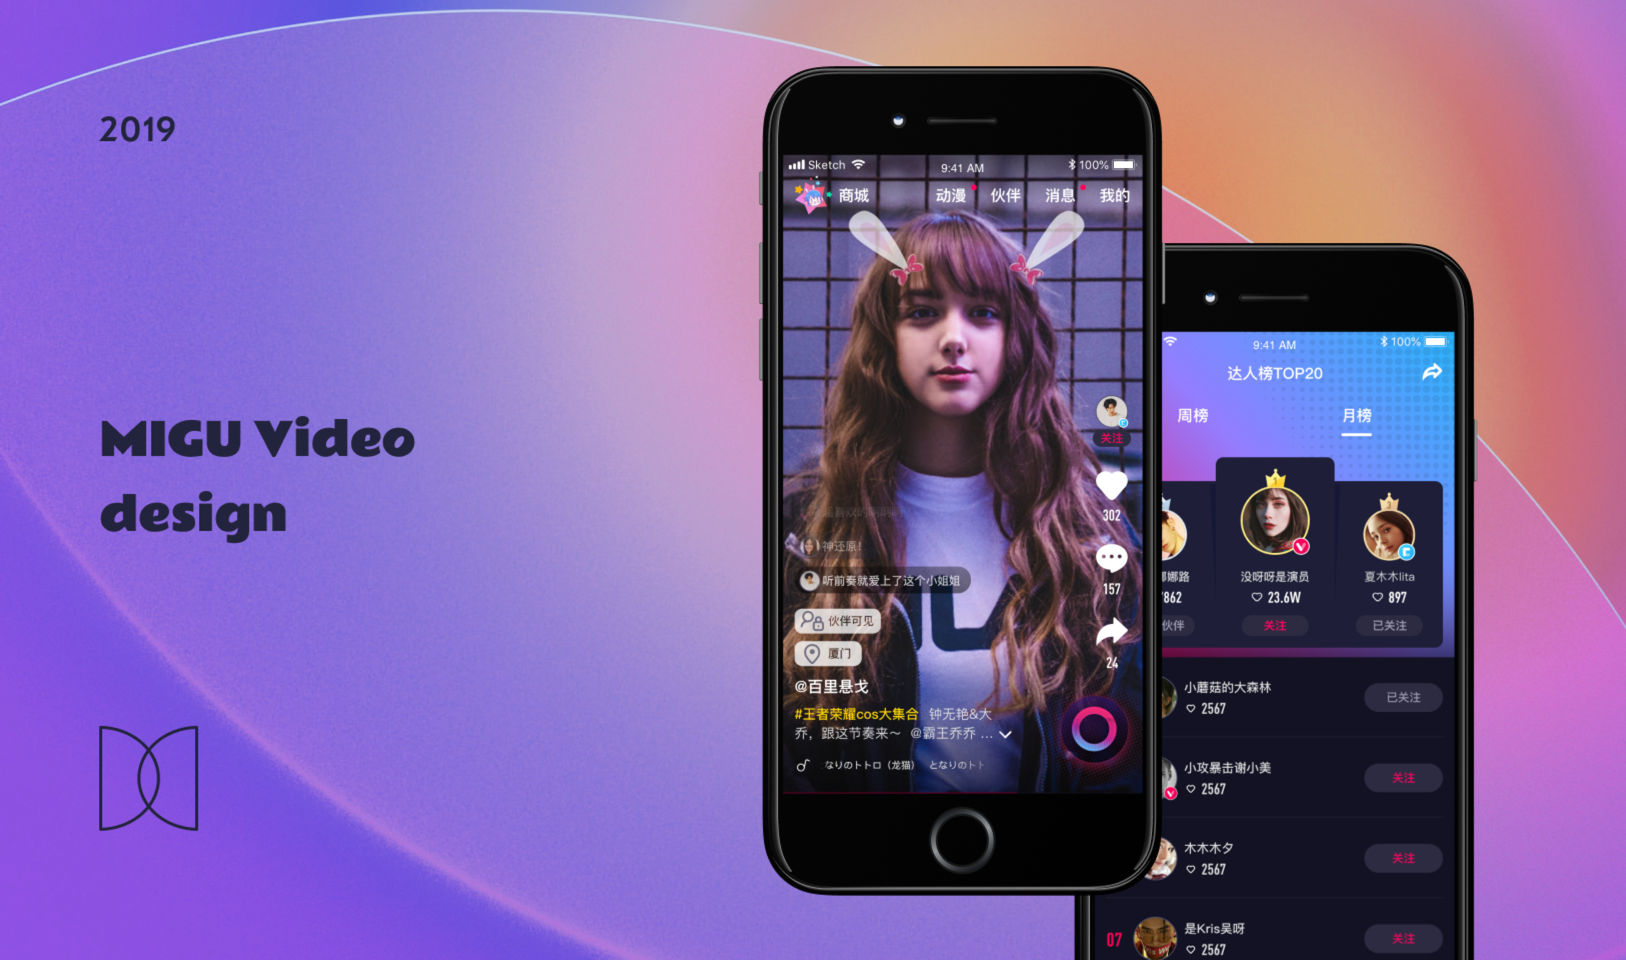 2019
MIGU Video
design
Sketch
9:41 AM
100%
商城
动漫
伙伴
消息
我的
关注
302
157
24
神还原!
听前奏就爱上了这个小姐姐
伙伴可见
厦门
@百里悬戈
#王者荣耀cos大集合 钟无艳&大
乔，跟这节奏来～ @霸王乔乔 ...
なりのトトロ（龙猫） となりのトト
9:41 AM
100%
达人榜TOP20
周榜
月榜
1
3
娜路
没呀呀是演员
夏木木lita
862
23.6W
897
伙伴
关注
已关注
小蘑菇的大森林
2567
已关注
小攻暴击谢小美
2567
关注
木木木夕
2567
关注
07
是Kris吴呀
2567
关注